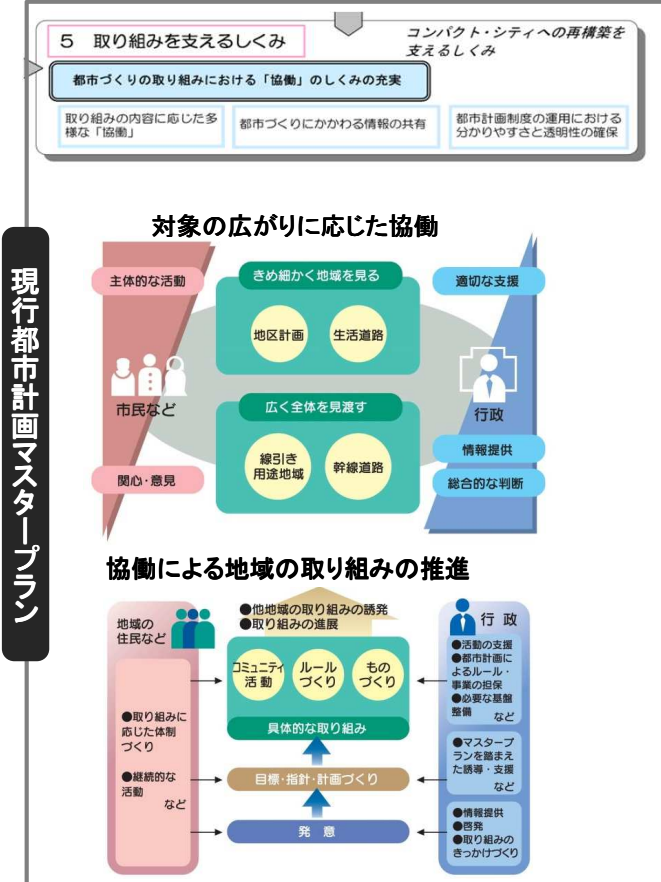 5 取り組みを支えるしくみ
コンパクト・シティへの再構築を
支えるしくみ
都市づくりの取り組みにおける「協働」のしくみの充実
取り組みの内容に応じた多
様な「協働」
都市づくりにかかわる情報の共有
都市計画制度の運用における
分かりやすさと透明性の確保
現行都市計画マスタープラン
対象の広がりに応じた協働
主体的な活動
きめ細かく地域を見る
適切な支援
地区計画
生活道路
市民など
行政
広く全体を見渡す
線引き
用途地域
幹線道路
関心・意見
情報提供
総合的な判断
協働による地域の取り組みの推進
地域の
住民など
●他地域の取り組みの誘発
●取り組みの進展
行 政
コミュニティ
活 動
ルール
づくり
もの
づくり
具体的な取り組み
●活動の支援
●都市計画に
よるルール・
事業の担保
●必要な基盤
整備
など
●取り組みに
応じた体制
づくり
●継続的な
活動
など
目標・指針・計画づくり
●マスタープ
ランを踏まえ
た誘導・支援
など
発 意
●情報提供
●啓発
●取り組みの
きっかけづくり